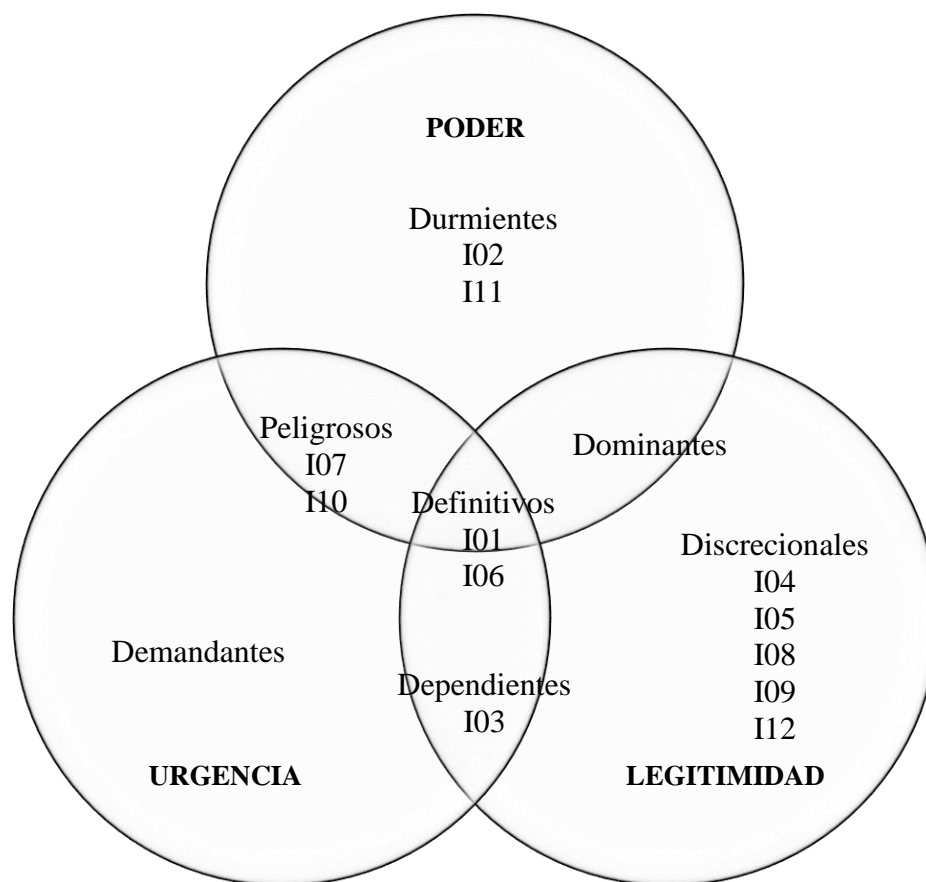 PODER
Durmientes
I02
I11
Peligrosos
I07
I10
Dominantes
Definitivos
I01
I06
Discrecionales
I04
I05
I08
I09
I12
Demandantes
Dependientes
I03
URGENCIA
LEGITIMIDAD